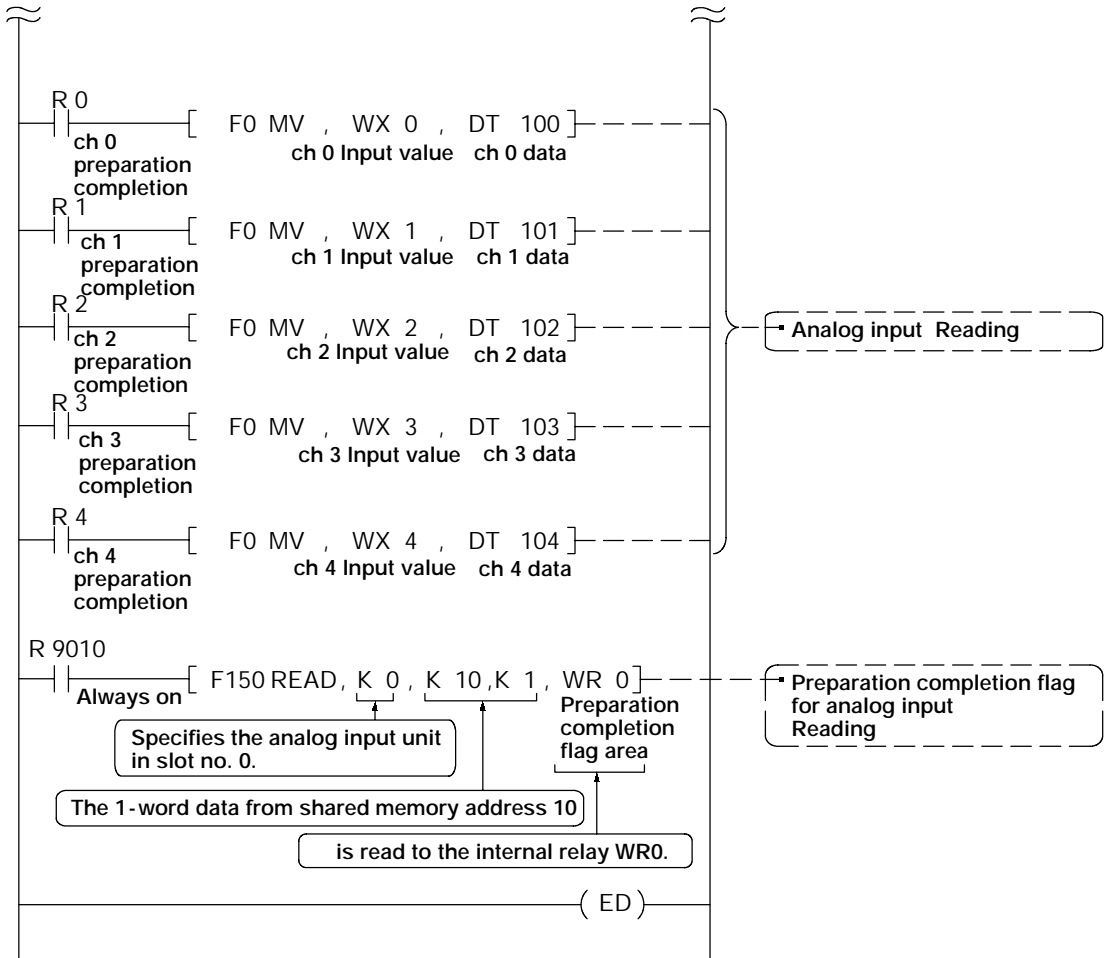 R 0
[ F0 MV , WX 0 , DT 100 ]
ch 0 Input value ch 0 data
ch 0
preparation
completion
R 1
[ F0 MV , WX 1 , DT 101 ]
ch 1 Input value ch 1 data
ch 1
preparation
completion
R 2
[ F0 MV , WX 2 , DT 102 ]
ch 2 Input value ch 2 data
ch 2
preparation
completion
R 3
[ F0 MV , WX 3 , DT 103 ]
ch 3 Input value ch 3 data
ch 3
preparation
completion
R 4
[ F0 MV , WX 4 , DT 104 ]
ch 4 Input value ch 4 data
ch 4
preparation
completion
Analog input Reading
R 9010
Always on
[ F150 READ, K 0, K 10 ,K 1 , WR 0 ]
Preparation
completion
flag area
Preparation completion flag
for analog input
Reading
Specifies the analog input unit
in slot no. 0.
The 1-word data from shared memory address 10
is read to the internal relay WR0.
( ED )